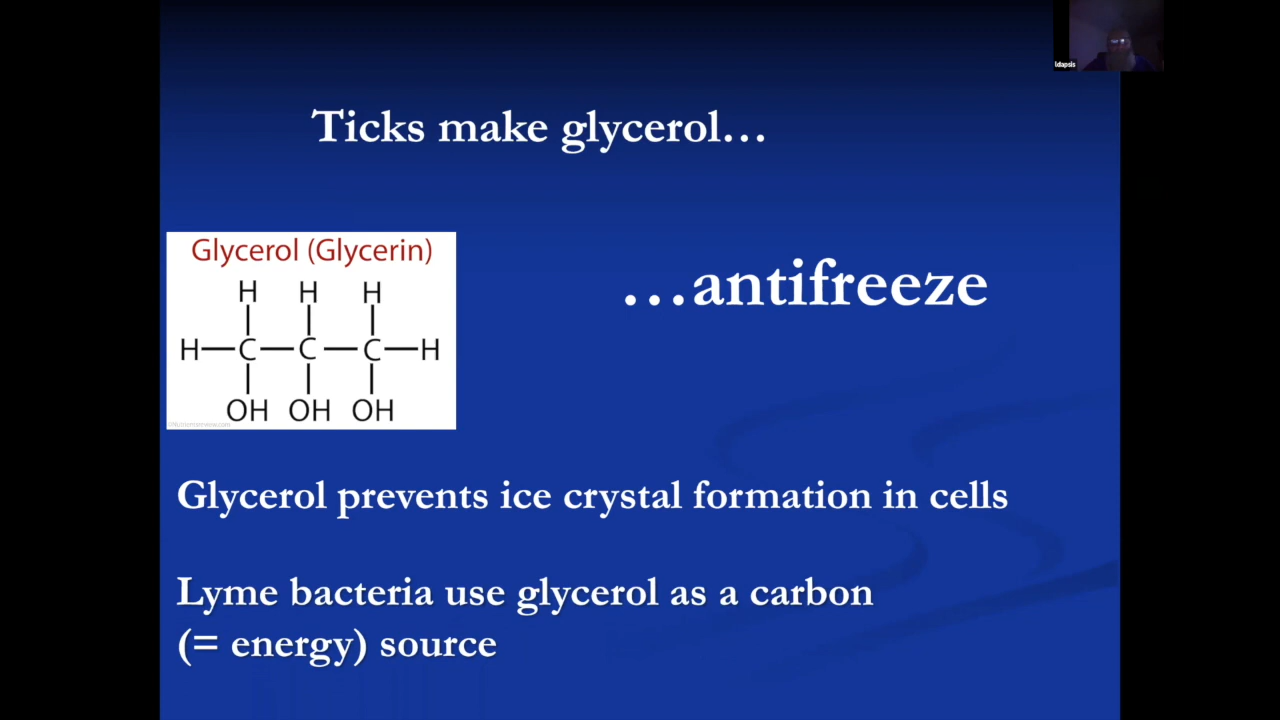 ldapsis
Ticks make glycerol…
Glycerol (Glycerin)
H H H
H C C C H
OH OH OH
…antifreeze
Glycerol prevents ice crystal formation in cells
Lyme bacteria use glycerol as a carbon
(= energy) source